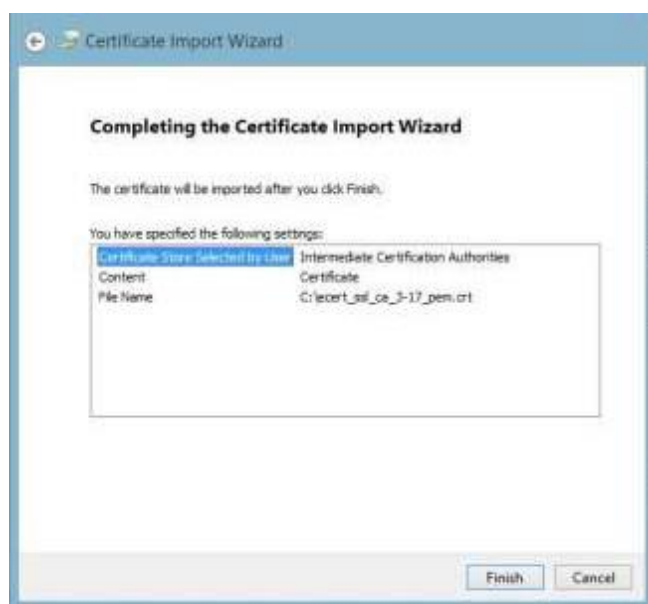 Certificate Import Wizard
Completing the Certificate Import Wizard
The certificate will be imported after you click Finish.
You have specified the following settings:
Certificate Store Selected by User Intermediate Certification Authorities
Content Certificate
File Name C:\ecert_ssl_ca_3-17_pem.crt
Finish Cancel